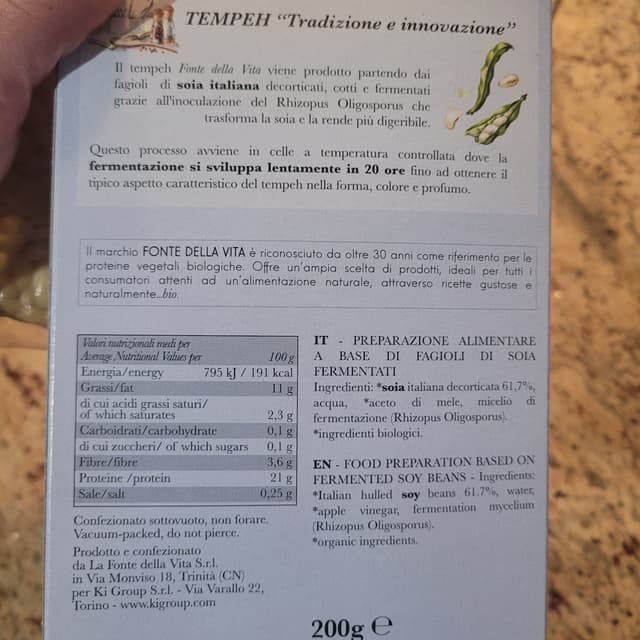 TEMPEH “Tradizione e innovazione”
Il tempeh Fonte della Vita viene prodotto partendo dai
fagioli di soia italiana decorticati, cotti e fermentati
grazie all'inoculazione del Rhizopus Oligosporus che
trasforma la soia e la rende più digeribile.
Questo processo avviene in celle a temperatura controllata dove la
fermentazione si sviluppa lentamente in 20 ore fino ad ottenere il
tipico aspetto caratteristico del tempeh nella forma, colore e profumo.
Il marchio FONTE DELLA VITA è riconosciuto da oltre 30 anni come riferimento per le
proteine vegetali biologiche. Offre un'ampia scelta di prodotti, ideali per tutti i
consumatori attenti ad un'alimentazione naturale, attraverso ricette gustose e
naturalmente...bio.
Valori nutrizionali medi per
Average Nutritional Values per 100 g
Energia/energy 795 kJ / 191 kcal
Grassi/fat 11 g
di cui acidi grassi saturi/
of which saturates 2,3 g
Carboidrati/carbohydrate 0,1 g
di cui zuccheri/ of which sugars 0,1 g
Fibre/fibre 3,6 g
Proteine /protein 21 g
Sale/salt 0,25 g
Confezionato sottovuoto, non forare.
Vacuum-packed, do not pierce.
Prodotto e confezionato
da La Fonte della Vita S.r.l.
in Via Monviso 18, Trinità (CN)
per Ki Group S.r.l. - Via Varallo 22,
Torino - www.kigroup.com
IT - PREPARAZIONE ALIMENTARE
A BASE DI FAGIOLI DI SOIA
FERMENTATI
Ingredienti: *soia italiana decorticata 61,7%,
acqua, *aceto di mele, micelio di
fermentazione (Rhizopus Oligosporus).
*ingredienti biologici.
EN - FOOD PREPARATION BASED ON
FERMENTED SOY BEANS - Ingredients:
*Italian hulled soy beans 61.7%, water,
*apple vinegar, fermentation mycelium
(Rhizopus Oligosporus).
*organic ingredients.
200g ℮